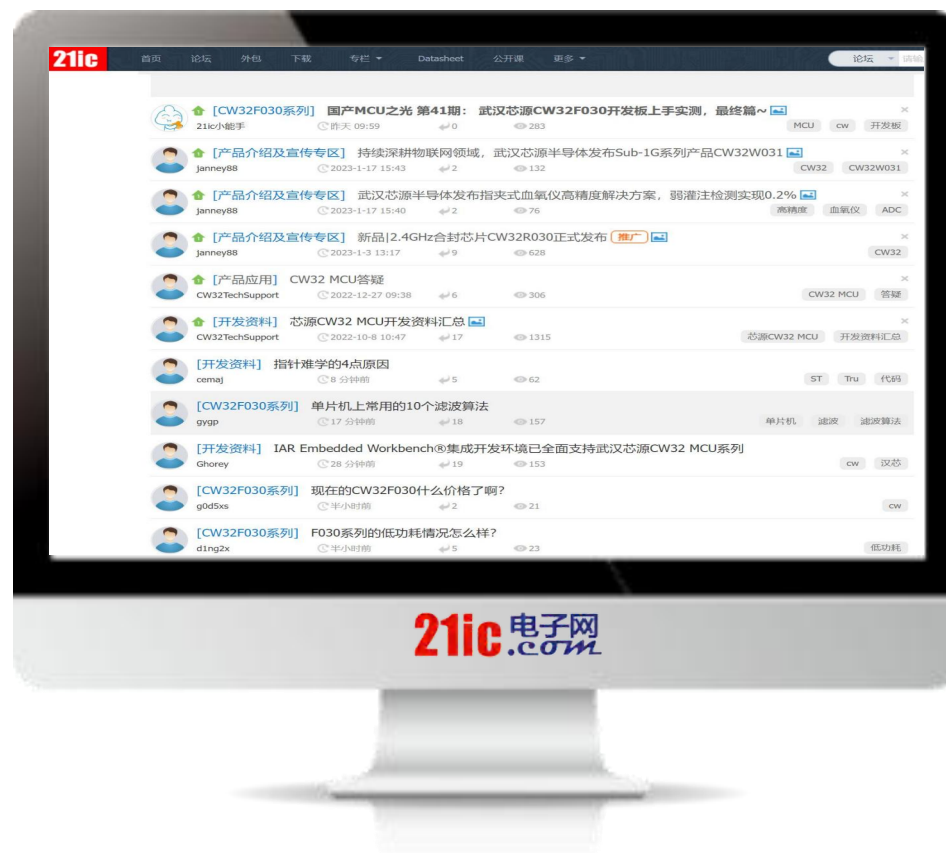 21ic 首页 论坛 外包 下载 专栏 Datasheet 公开课 更多 论坛
[CW32F030系列] 国产MCU之光 第41期： 武汉芯源CW32F030开发板上手实测，最终篇~
21ic小能手 昨天 09:59 0 283 MCU cw 开发板
[产品介绍及宣传专区] 持续深耕物联网领域，武汉芯源半导体发布Sub-1G系列产品CW32W031
janney88 2023-1-17 15:43 2 132 CW32 CW32W031
[产品介绍及宣传专区] 武汉芯源半导体发布指夹式血氧仪高精度解决方案，弱灌注检测实现0.2%
janney88 2023-1-17 15:40 2 76 高精度 血氧仪 ADC
[产品介绍及宣传专区] 新品|2.4GHz合封芯片CW32R030正式发布 推广
janney88 2023-1-3 13:17 9 628 CW32
[产品应用] CW32 MCU答疑
CW32TechSupport 2022-12-27 09:38 6 306 CW32 MCU 答疑
[开发资料] 芯源CW32 MCU开发资料汇总
CW32TechSupport 2022-10-8 10:47 17 1315 芯源CW32 MCU 开发资料汇总
[开发资料] 指针难学的4点原因
cemaj 8 分钟前 5 62 ST Tru 代码
[CW32F030系列] 单片机上常用的10个滤波算法
gygp 17 分钟前 18 157 单片机 滤波 滤波算法
[开发资料] IAR Embedded Workbench®集成开发环境已全面支持武汉芯源CW32 MCU系列
Ghorey 28 分钟前 19 153 cw 汉芯
[CW32F030系列] 现在的CW32F030什么价格了啊?
g0d5xs 半小时前 2 21 cw
[CW32F030系列] F030系列的低功耗情况怎么样?
d1ng2x 半小时前 5 23 低功耗
21ic 电子网
.com